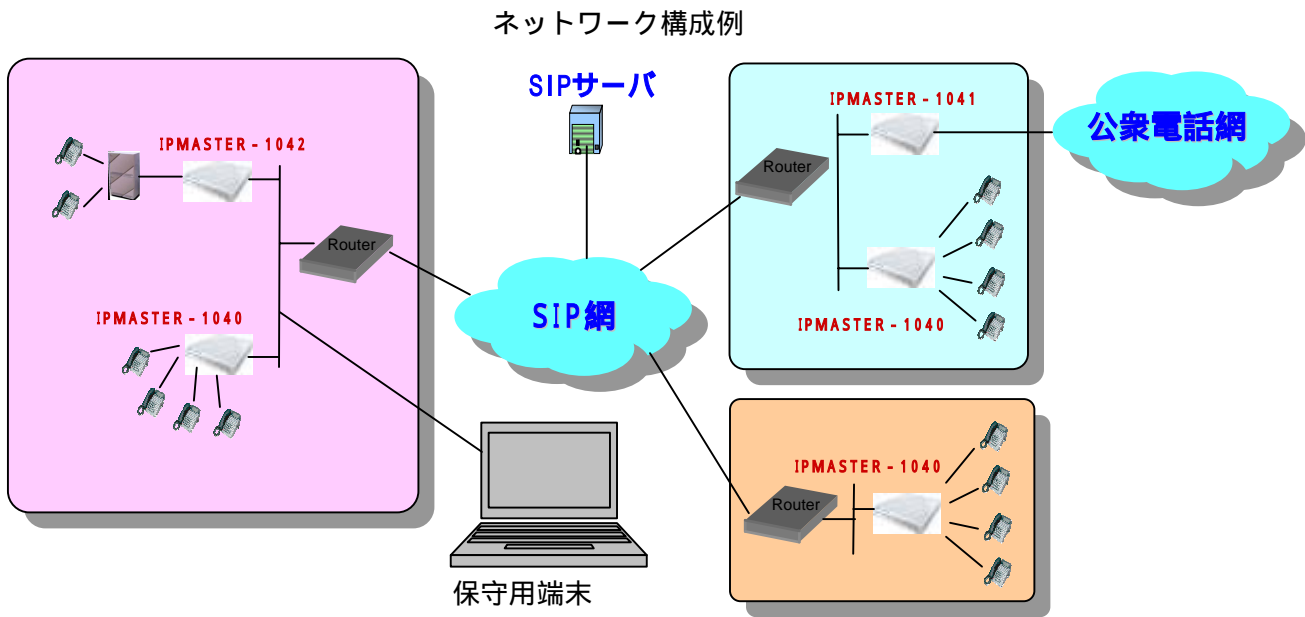 ネットワーク構成例
SIPサーバ
IPMASTER-1042
Router
IPMASTER-1040
SIP網
保守用端末
IPMASTER-1041
公衆電話網
Router
IPMASTER-1040
IPMASTER-1040
Router